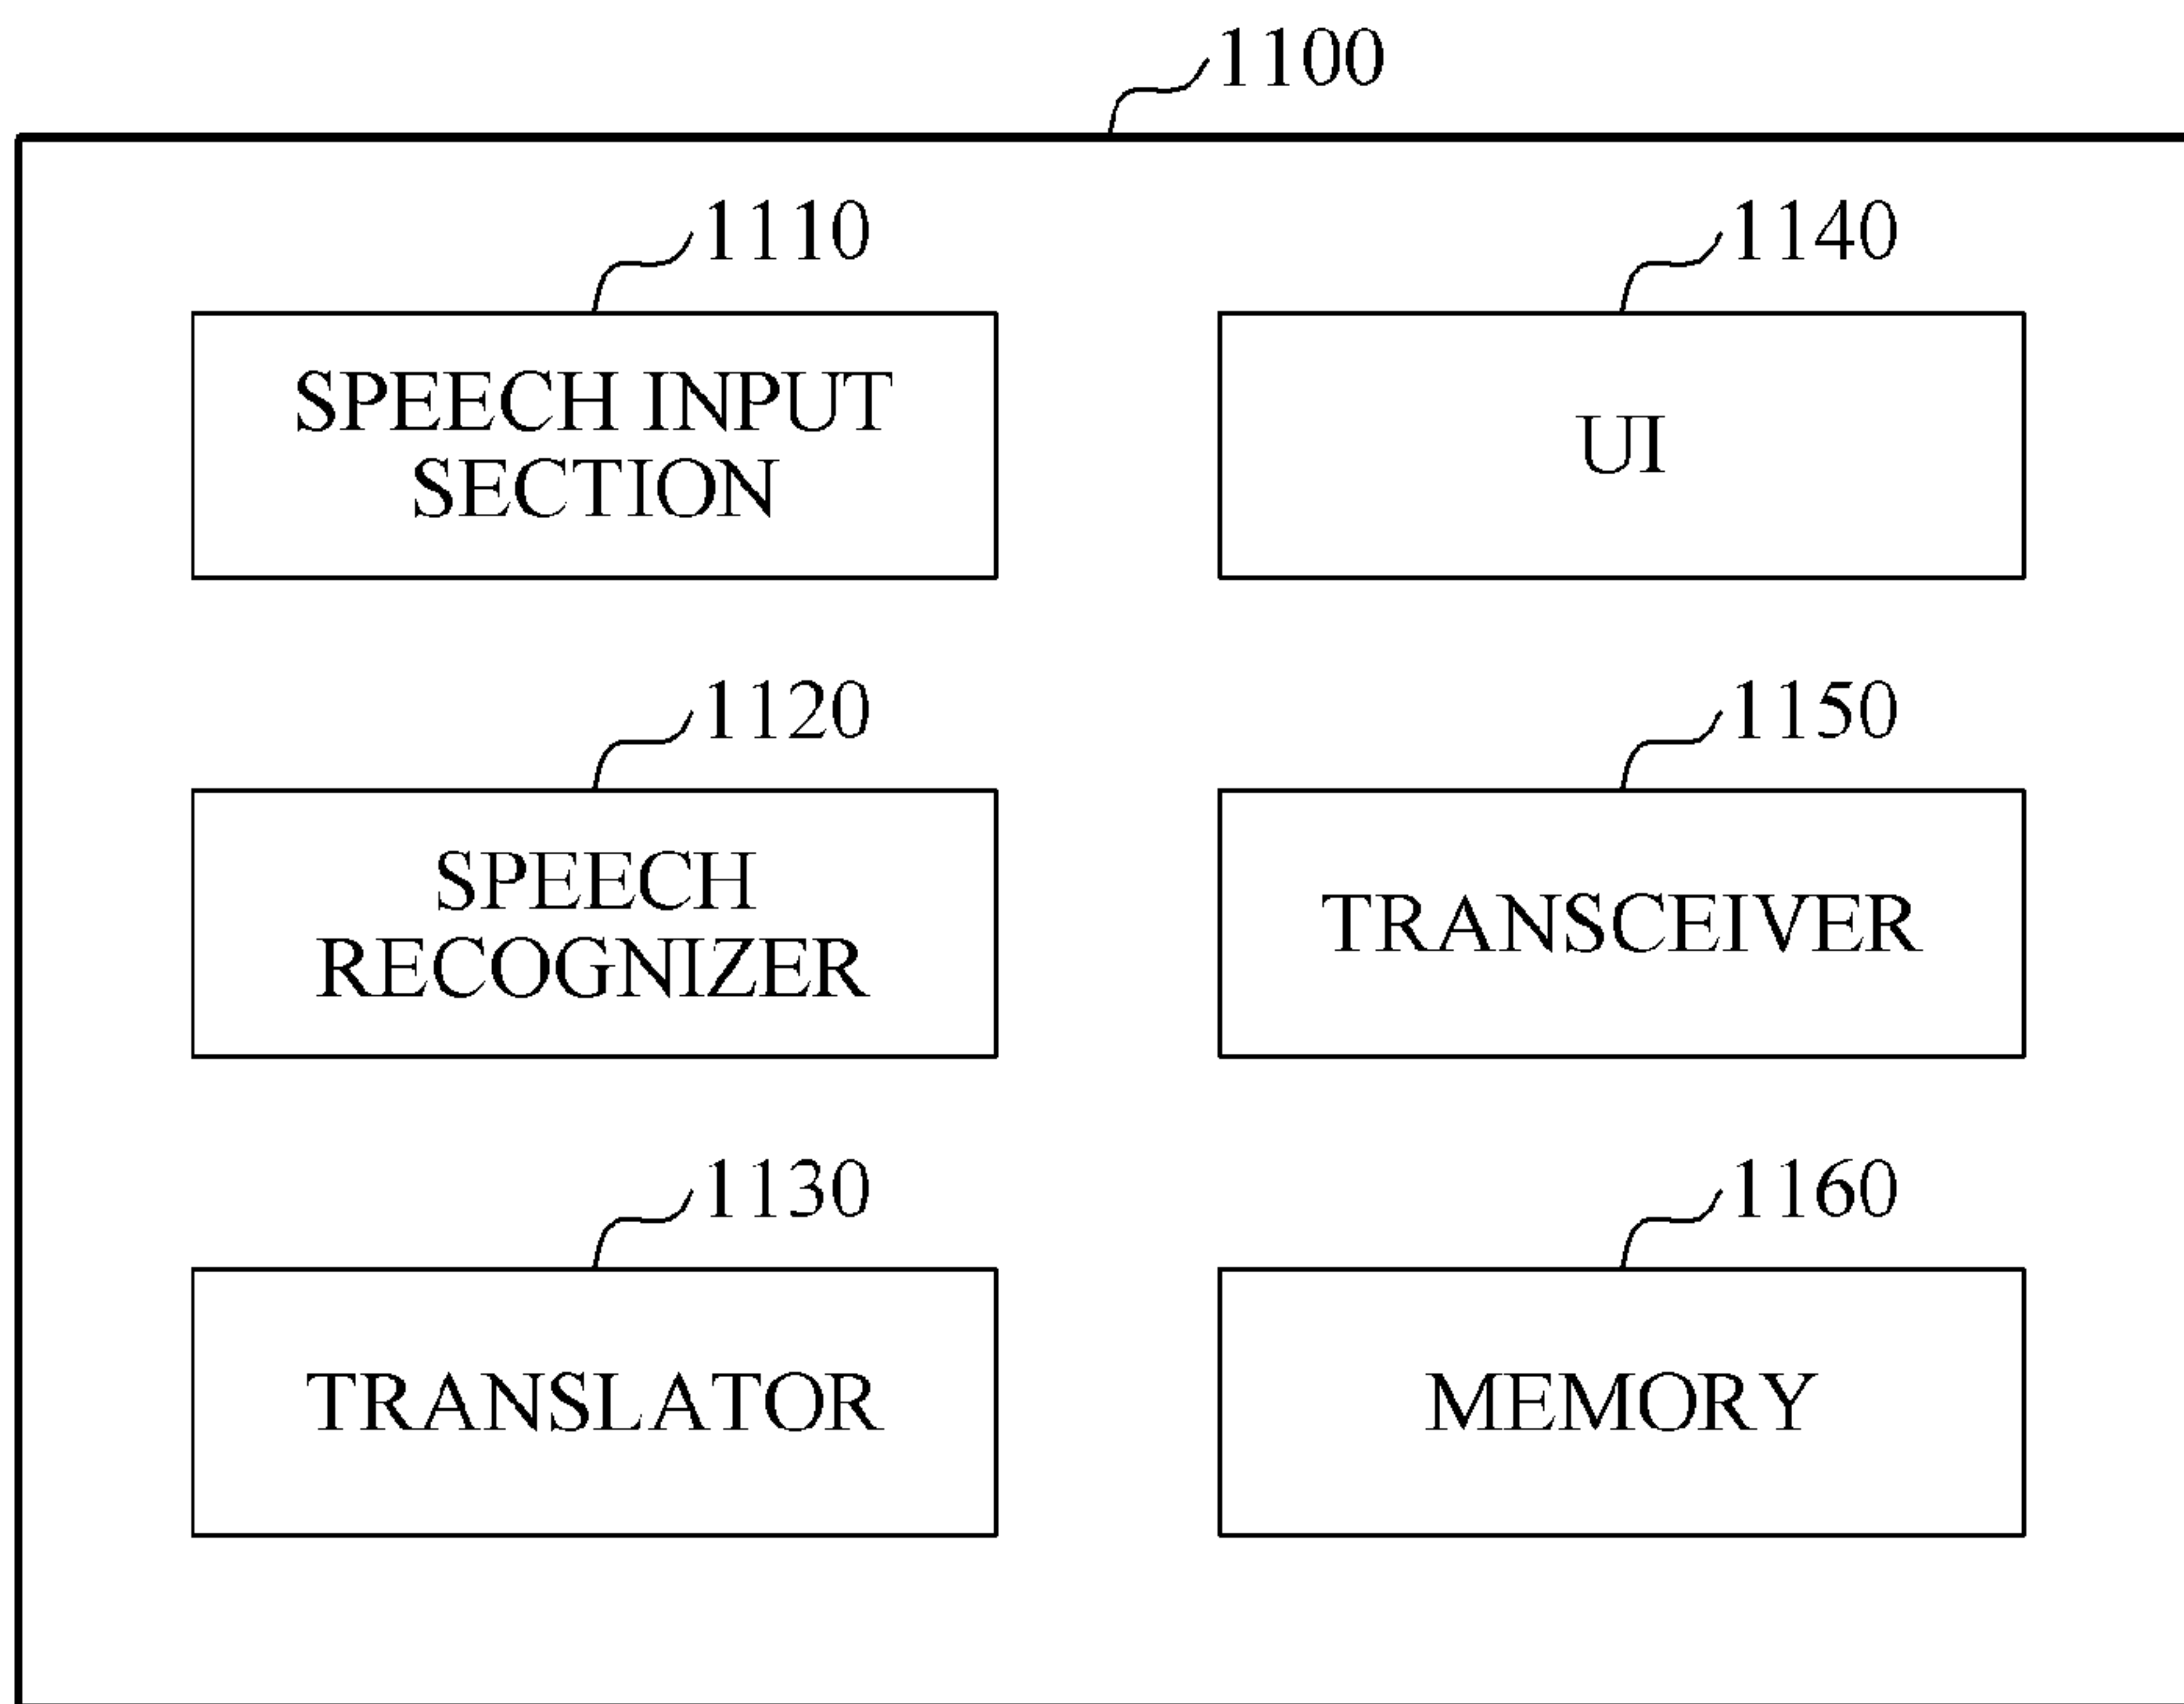 1100
1110
SPEECH INPUT
SECTION
1140
UI
1120
SPEECH
RECOGNIZER
1150
TRANSCEIVER
1130
TRANSLATOR
1160
MEMORY